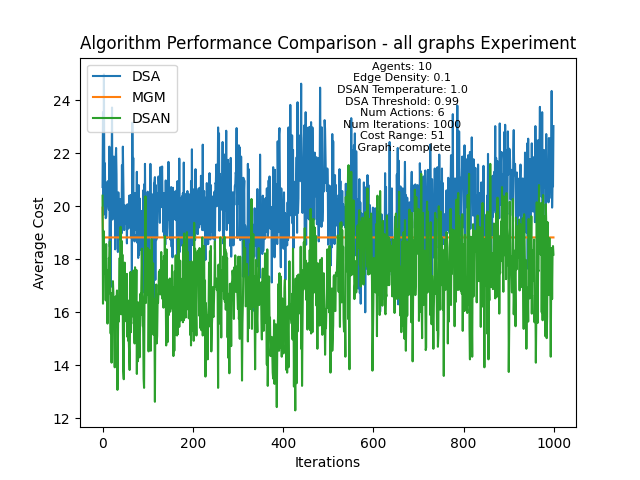 Algorithm Performance Comparison - all graphs Experiment
DSA
MGM
DSAN
Agents: 10
Edge Density: 0.1
DSAN Temperature: 1.0
DSA Threshold: 0.99
Num Actions: 6
Num Iterations: 1000
Cost Range: 51
Graph: complete
Average Cost
24
22
20
18
16
14
12
0
200
400
600
800
1000
Iterations